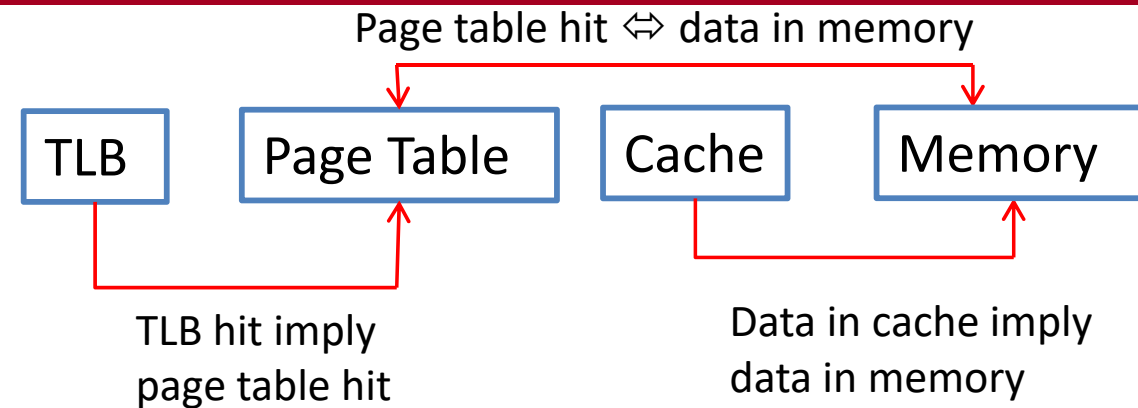 Page table hit ⇔ data in memory
TLB
Page Table
Cache
Memory
TLB hit imply
page table hit
Data in cache imply
data in memory